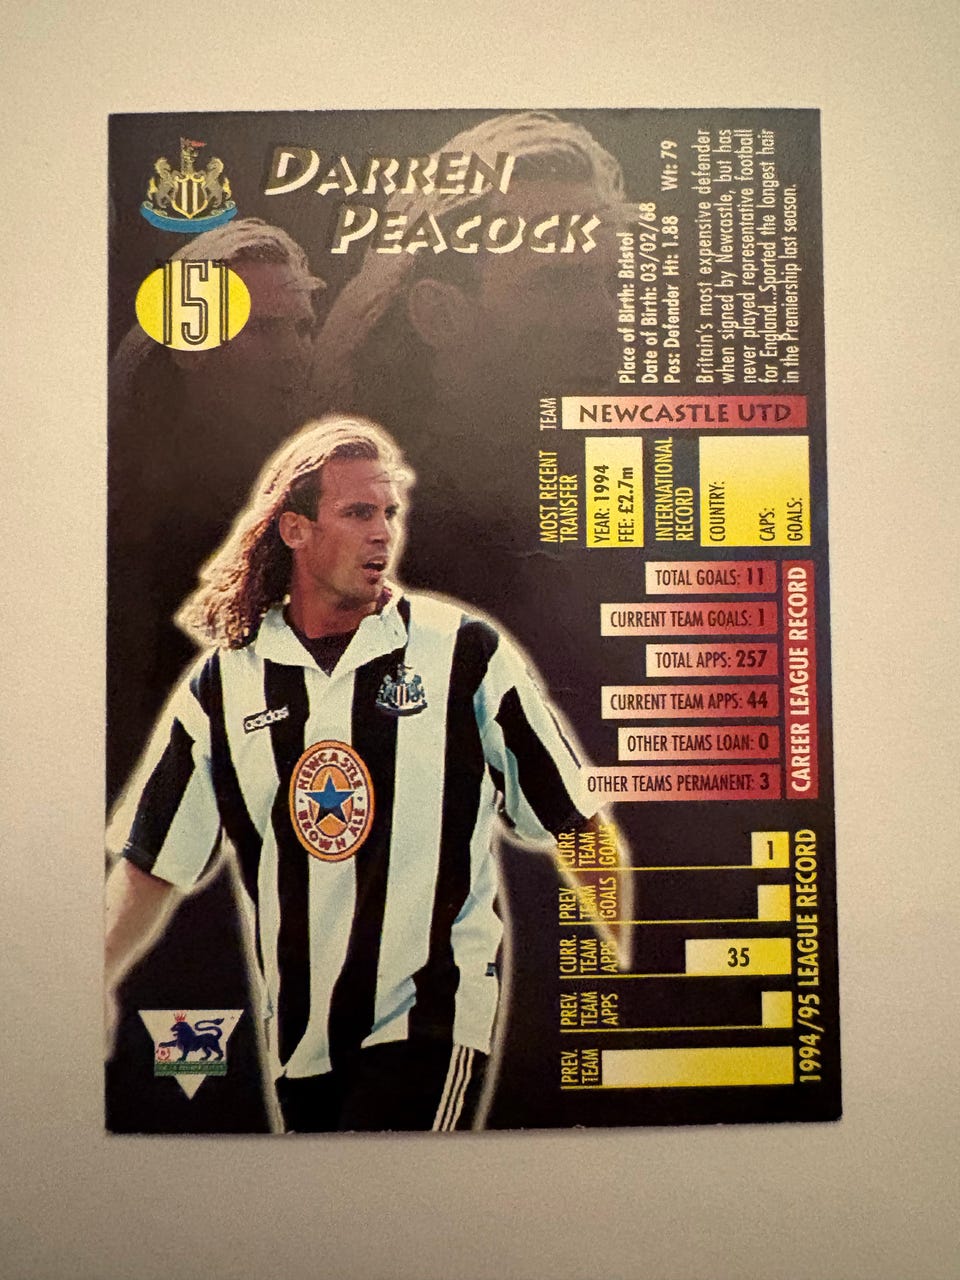 DARREN
PEACOCK
151
Place of Birth: Bristol
Date of Birth: 03/02/68
Pos: Defender Ht: 1.88 Wt: 79
Britain's most expensive defender
when signed by Newcastle, but has
never played representative football
for England...Sported the longest hair
in the Premiership last season.
TEAM
NEWCASTLE UTD
MOST RECENT
TRANSFER
YEAR: 1994
FEE: £2.7m
INTERNATIONAL
RECORD
COUNTRY:
CAPS:
GOALS:
TOTAL GOALS: 11
CURRENT TEAM GOALS: 1
TOTAL APPS: 257
CURRENT TEAM APPS: 44
OTHER TEAMS LOAN: 0
OTHER TEAMS PERMANENT: 3
CAREER LEAGUE RECORD
CURR.
TEAM
GOALS
1
PREV.
TEAM
GOALS
CURR.
TEAM
APPS
35
PREV.
TEAM
APPS
PREV.
TEAM
1994/95 LEAGUE RECORD
adidas
NEWCASTLE
BROWN ALE